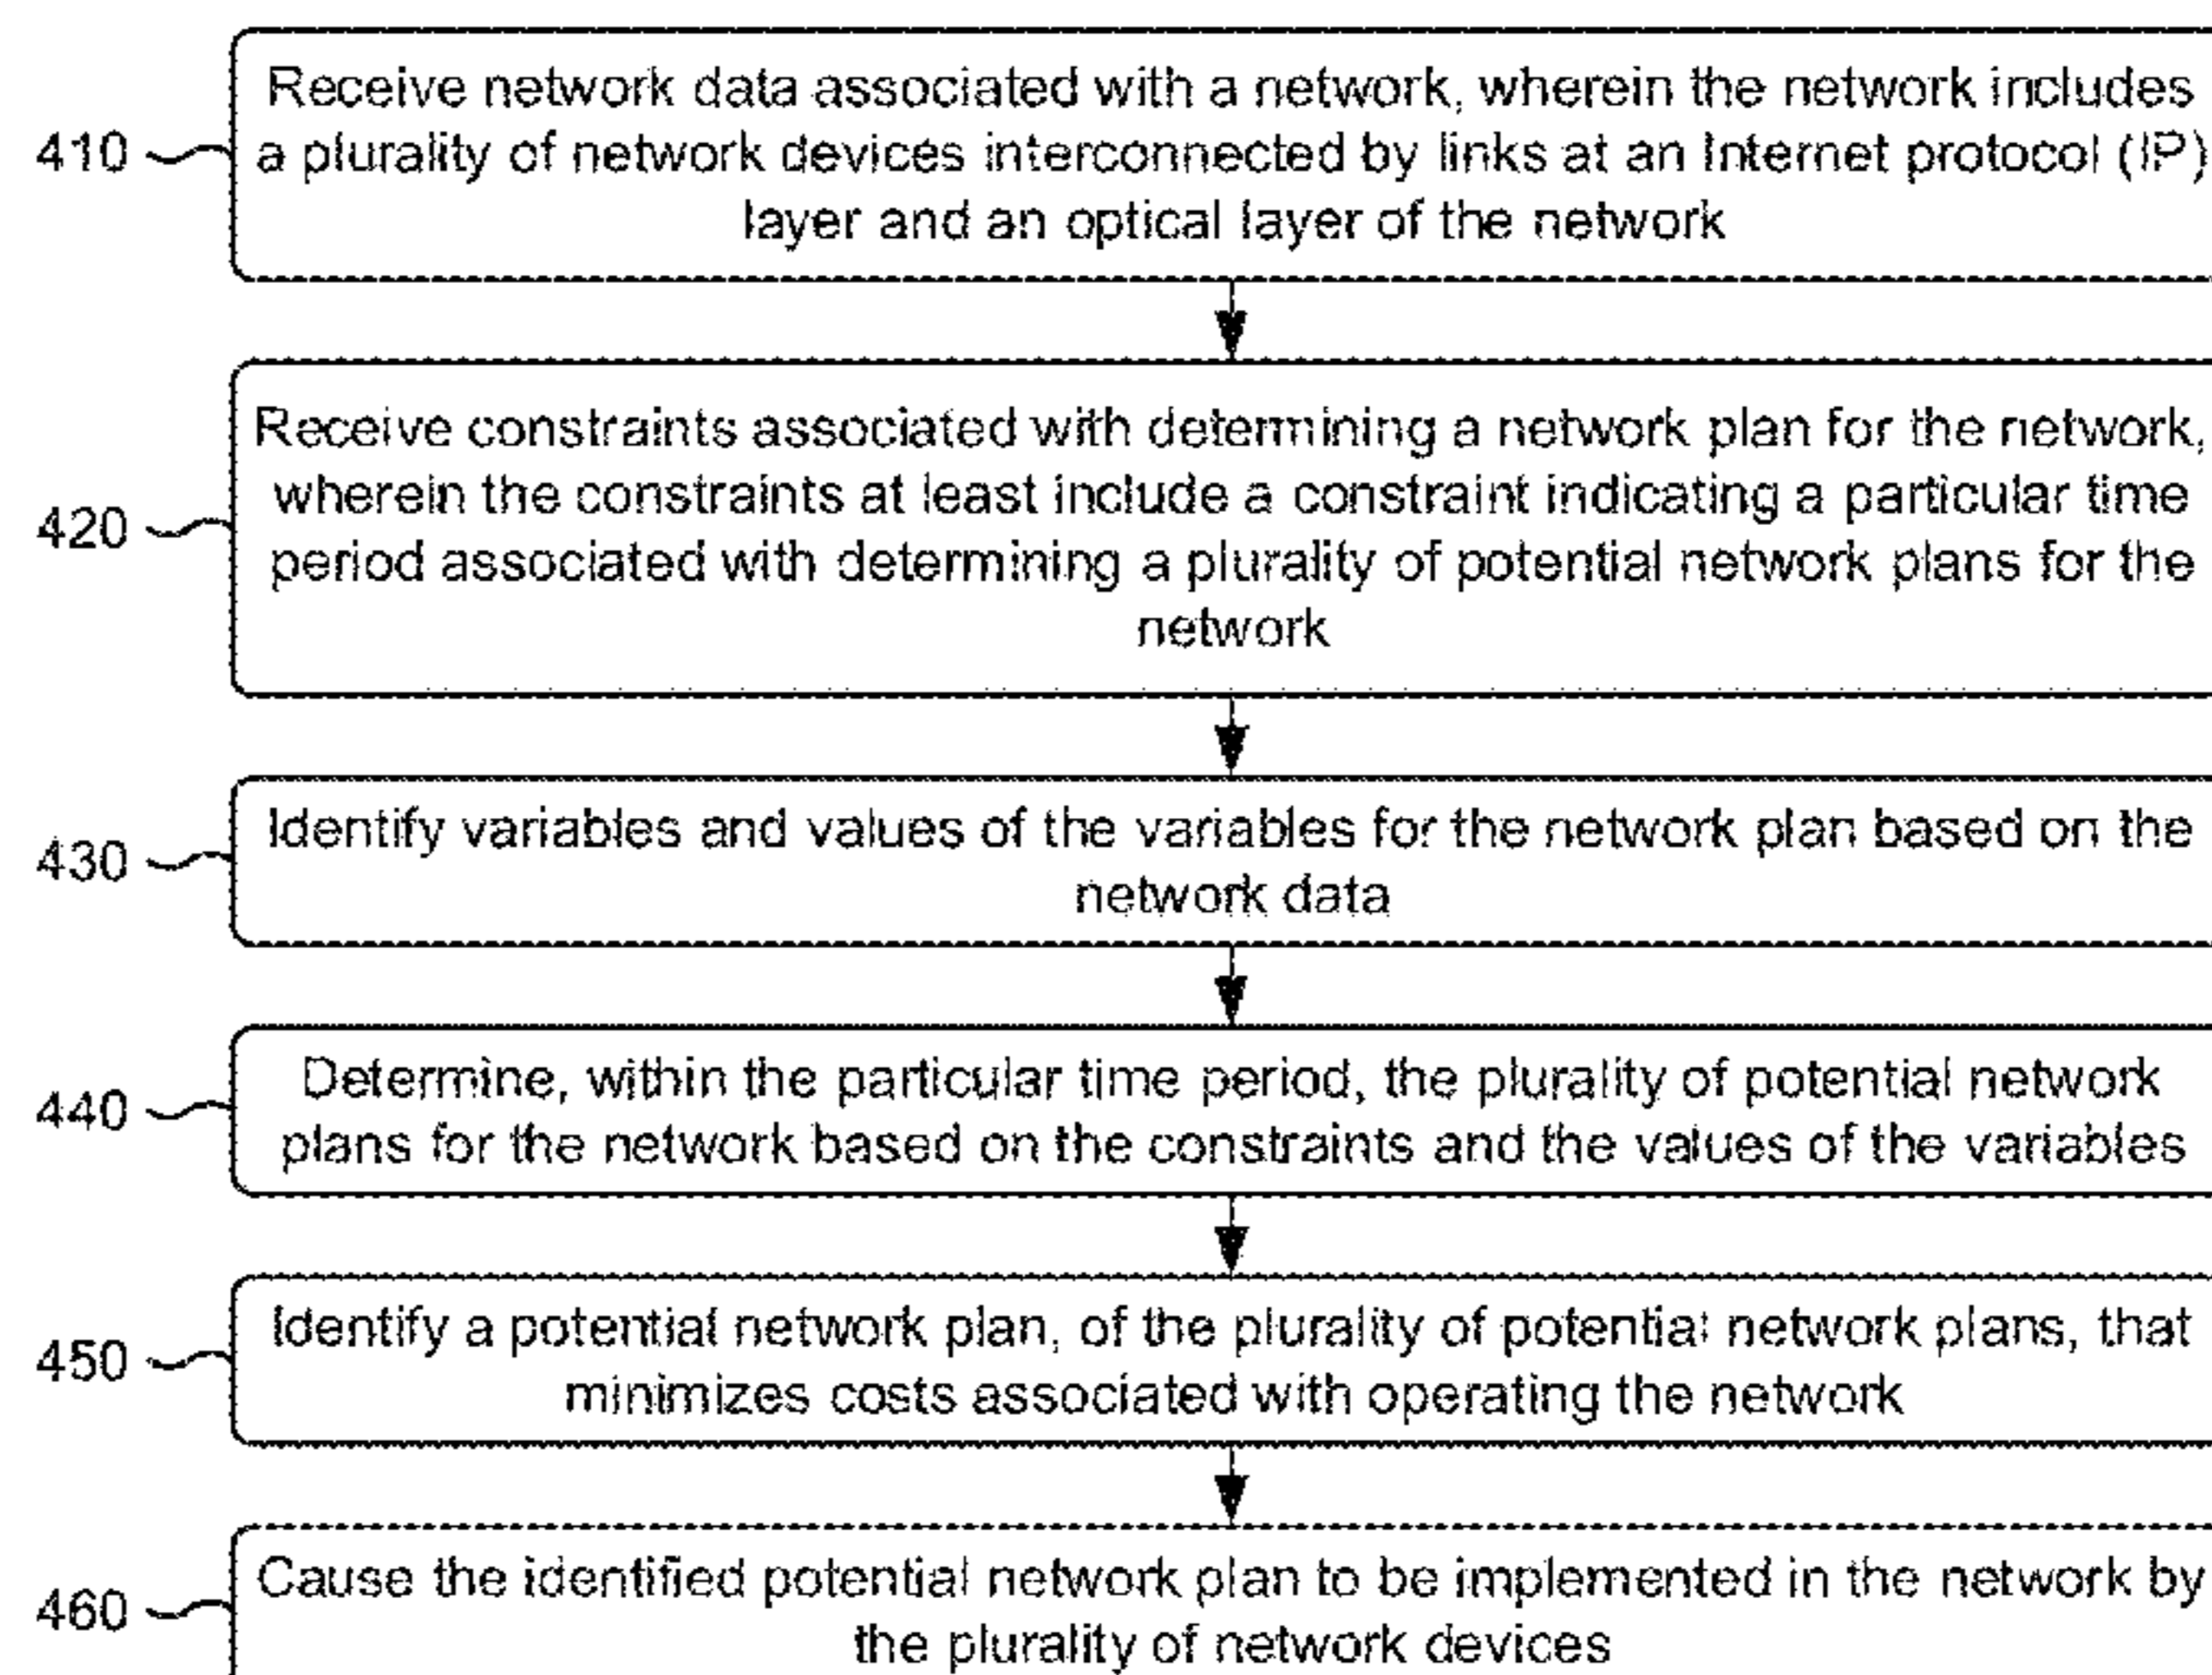 Receive network data associated with a network, wherein the network includes
410
a plurality of network devices interconnected by links at an Internet protocol (IP)
layer and an optical layer of the network
Receive constraints associated with determining a network plan for the network,
wherein the constraints at least include a constraint indicating a particular time
420
period associated with determining a plurality of potential network plans for the
network
Identify variables and values of the variables for the network plan based on the
430
network data
Determine, within the particular time period, the plurality of potential network
440
plans for the network based on the constraints and the values of the variables
Identify a potential network plan, of the plurality of potential network plans, that
450
minimizes costs associated with operating the network
Cause the identified potential network plan to be implemented in the network by
460
the plurality of network devices